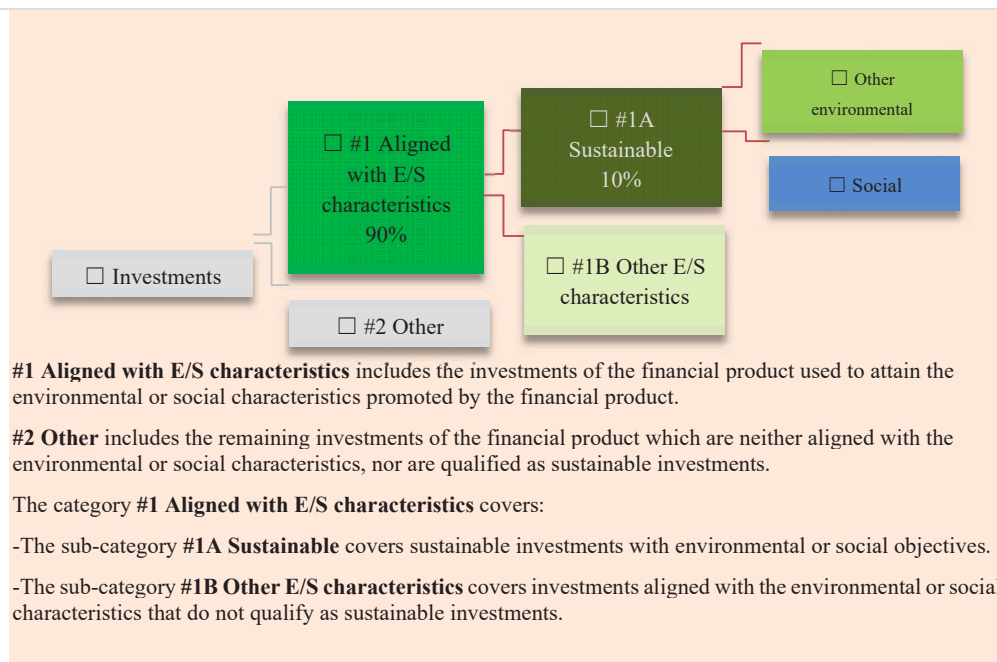 ☐ Other
environmental
☐ #1A
Sustainable
10%
☐ #1 Aligned
with E/S
characteristics
90%
☐ Social
☐ #1B Other E/S
characteristics
☐ Investments
☐ #2 Other
#1 Aligned with E/S characteristics includes the investments of the financial product used to attain the
environmental or social characteristics promoted by the financial product.
#2 Other includes the remaining investments of the financial product which are neither aligned with the
environmental or social characteristics, nor are qualified as sustainable investments.
The category #1 Aligned with E/S characteristics covers:
-The sub-category #1A Sustainable covers sustainable investments with environmental or social objectives.
-The sub-category #1B Other E/S characteristics covers investments aligned with the environmental or social
characteristics that do not qualify as sustainable investments.